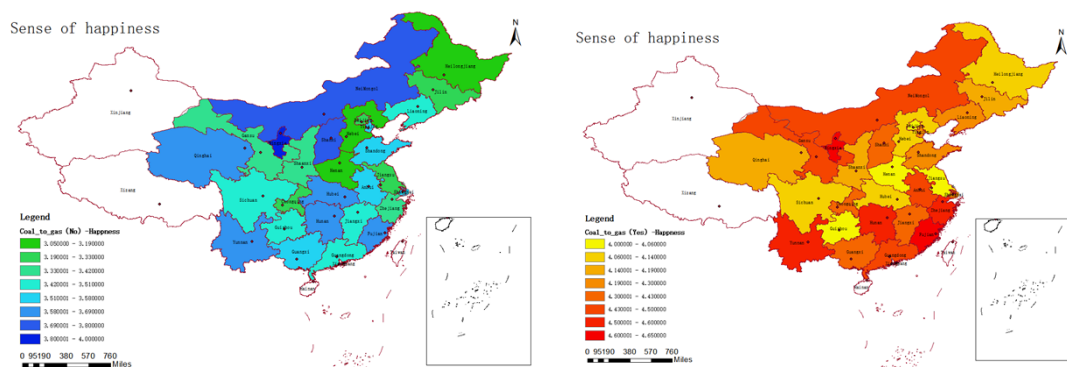 Sense of happiness
N
Xinjiang
Xizang
Qinghai
Gansu
NeiMongol
Heilongjiang
Jilin
Liaoning
Hebei
Shanxi
Shandong
Shaanxi
Henan
Jiangsu
Anhui
Hubei
Sichuan
Chongqing
Zhejiang
Hunan
Jiangxi
Guizhou
Fujian
Yunnan
Guangxi
Guangdong
Taiwan
Hainan
Legend
Coal_to_gas (No) -Happiness
3.050000 - 3.190000
3.190001 - 3.330000
3.330001 - 3.420000
3.420001 - 3.510000
3.510001 - 3.580000
3.580001 - 3.690000
3.690001 - 3.800000
3.800001 - 4.000000
0 95190 380 570 760
Miles
Sense of happiness
N
Xinjiang
Xizang
Qinghai
Gansu
NeiMongol
Heilongjiang
Jilin
Liaoning
Hebei
Shanxi
Shandong
Shaanxi
Henan
Jiangsu
Anhui
Hubei
Sichuan
Zhejiang
Hunan
Jiangxi
Guizhou
Fujian
Yunnan
Guangxi
Guangdong
Taiwan
Hainan
Legend
Coal_to_gas (Yes) -Happiness
4.000000 - 4.060000
4.060001 - 4.140000
4.140001 - 4.190000
4.190001 - 4.300000
4.300001 - 4.430000
4.430001 - 4.500000
4.500001 - 4.600000
4.600001 - 4.650000
0 95190 380 570 760
Miles